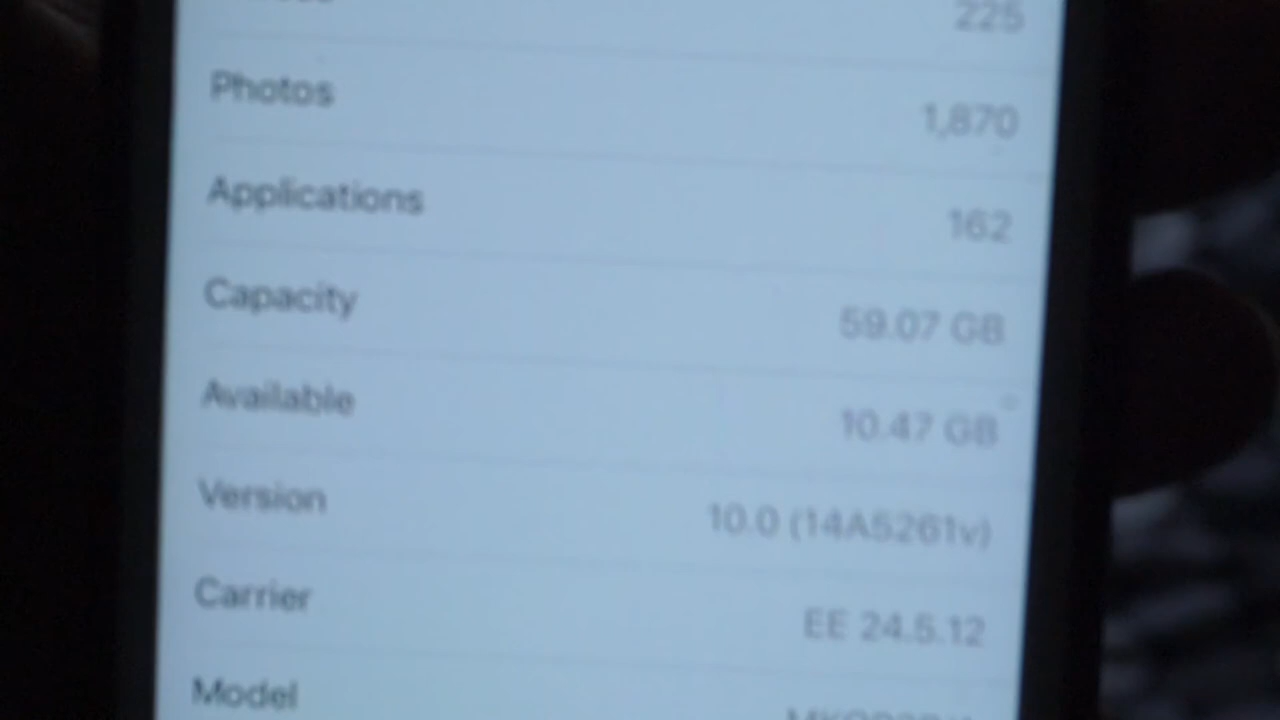 225
Photos 1,870
Applications 162
Capacity 59.07 GB
Available 10.47 GB
Version 10.0 (14A5261v)
Carrier EE 24.5.12
Model